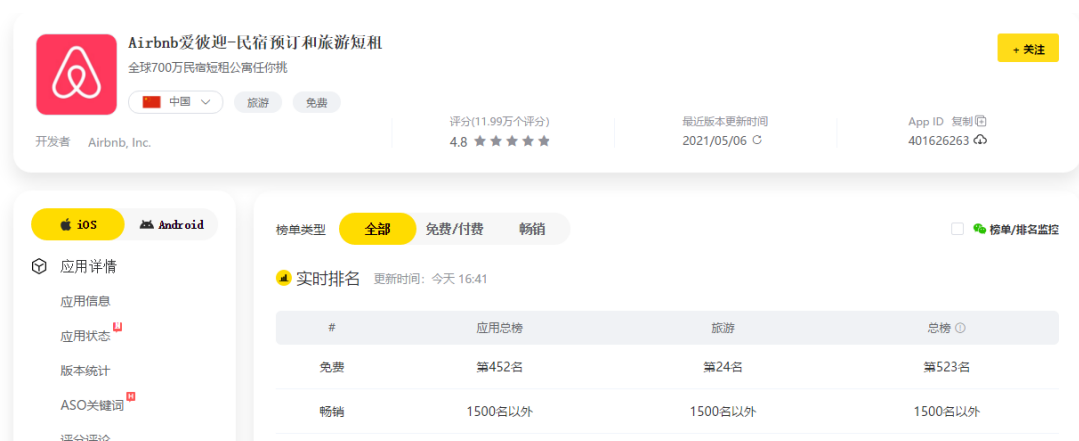 Airbnb爱彼迎-民宿预订和旅游短租
+ 关注
全球700万民宿短租公寓任你挑
中国 旅游 免费
评分(11.99万个评分) 最近版本更新时间 App ID 复制
开发者 Airbnb, Inc. 4.8 2021/05/06 401626263
iOS Android
榜单类型 全部 免费/付费 畅销 榜单/排名监控
应用详情
实时排名 更新时间：今天 16:41
应用信息
# 应用总榜 旅游 总榜
应用状态
免费 第452名 第24名 第523名
版本统计
ASO关键词 H
畅销 1500名以外 1500名以外 1500名以外
评分评论